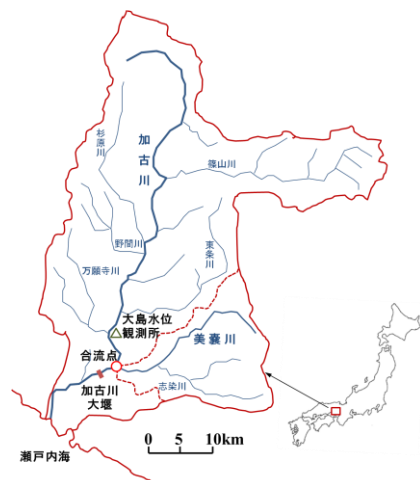 杉原川
加古川
篠山川
野間川
東条川
万願寺川
大島水位
観測所
美嚢川
合流点
加古川
大堰
志染川
0 5 10km
瀬戸内海